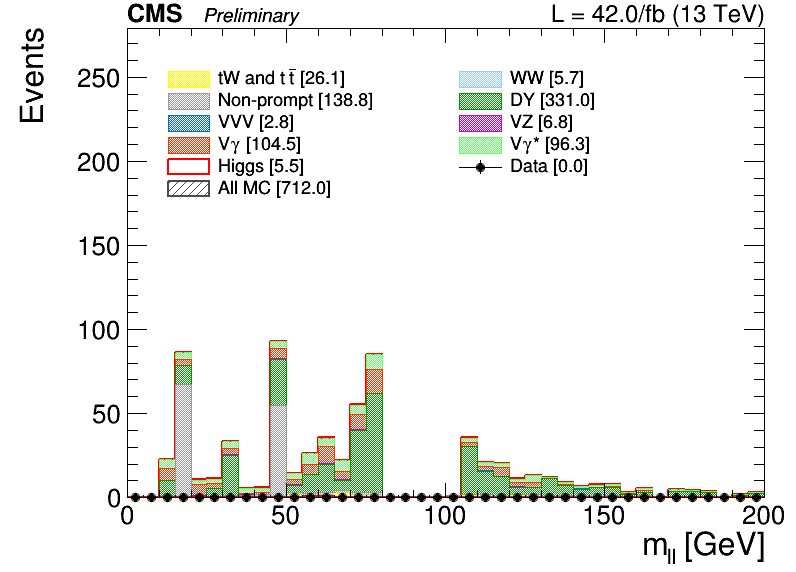 CMS Preliminary L = 42.0/fb (13 TeV)
Events
250
200
150
100
50
0
tW and t t̄ [26.1] WW [5.7]
Non-prompt [138.8] DY [331.0]
VVV [2.8] VZ [6.8]
Vγ [104.5] Vγ* [96.3]
Higgs [5.5] Data [0.0]
All MC [712.0]
0 50 100 150 200
m_ll [GeV]